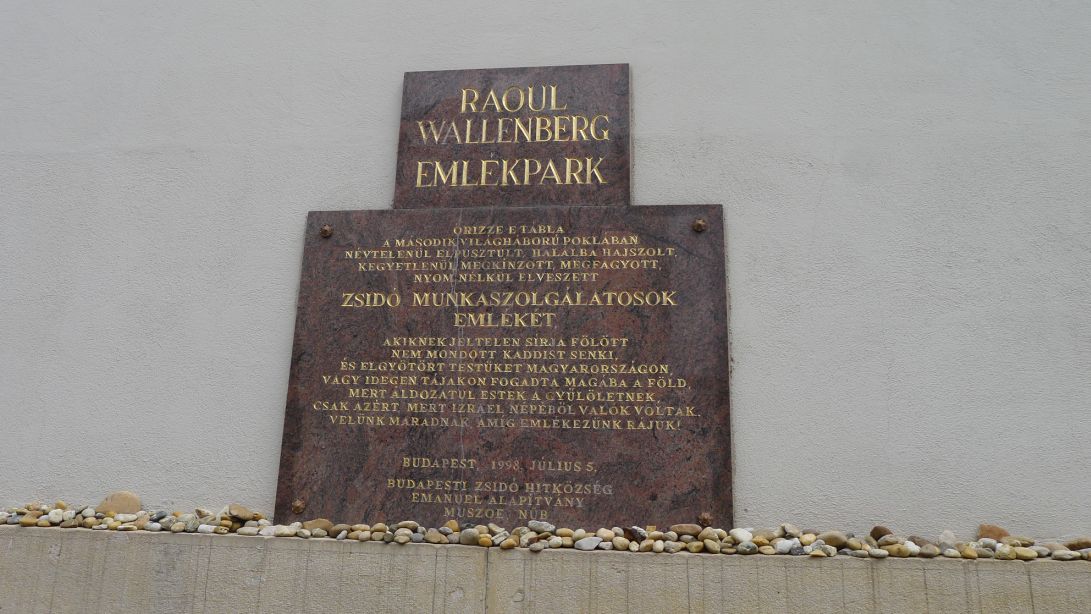 RAOUL
WALLENBERG
EMLÉKPARK
ŐRIZZE E TÁBLA
A MÁSODIK VILÁGHÁBORÚ POKLÁBAN
NÉVTELENÜL ELPUSZTULT, HALÁLBA HAJSZOLT,
KEGYETLENÜL MEGKÍNZOTT, MEGFAGYOTT,
NYOM NÉLKÜL ELVESZETT
ZSIDÓ MUNKASZOLGÁLATOSOK
EMLÉKÉT,
AKIKNEK JELTELEN SÍRJA FÖLÖTT
NEM MONDOTT KADDIST SENKI,
ÉS ELGYÖTÖRT TESTÜKET MAGYARORSZÁGON,
VAGY IDEGEN TÁJAKON FOGADTA MAGÁBA A FÖLD,
MERT ÁLDOZATUL ESTEK A GYŰLÖLETNEK,
CSAK AZÉRT, MERT IZRAEL NÉPÉBŐL VALÓK VOLTAK.
VELÜNK MARADNAK, AMÍG EMLÉKEZÜNK RÁJUK!
BUDAPEST, 1998. JÚLIUS 5.
BUDAPESTI ZSIDÓ HITKÖZSÉG
EMANUEL ALAPÍTVÁNY
MUSZOE, NÜB